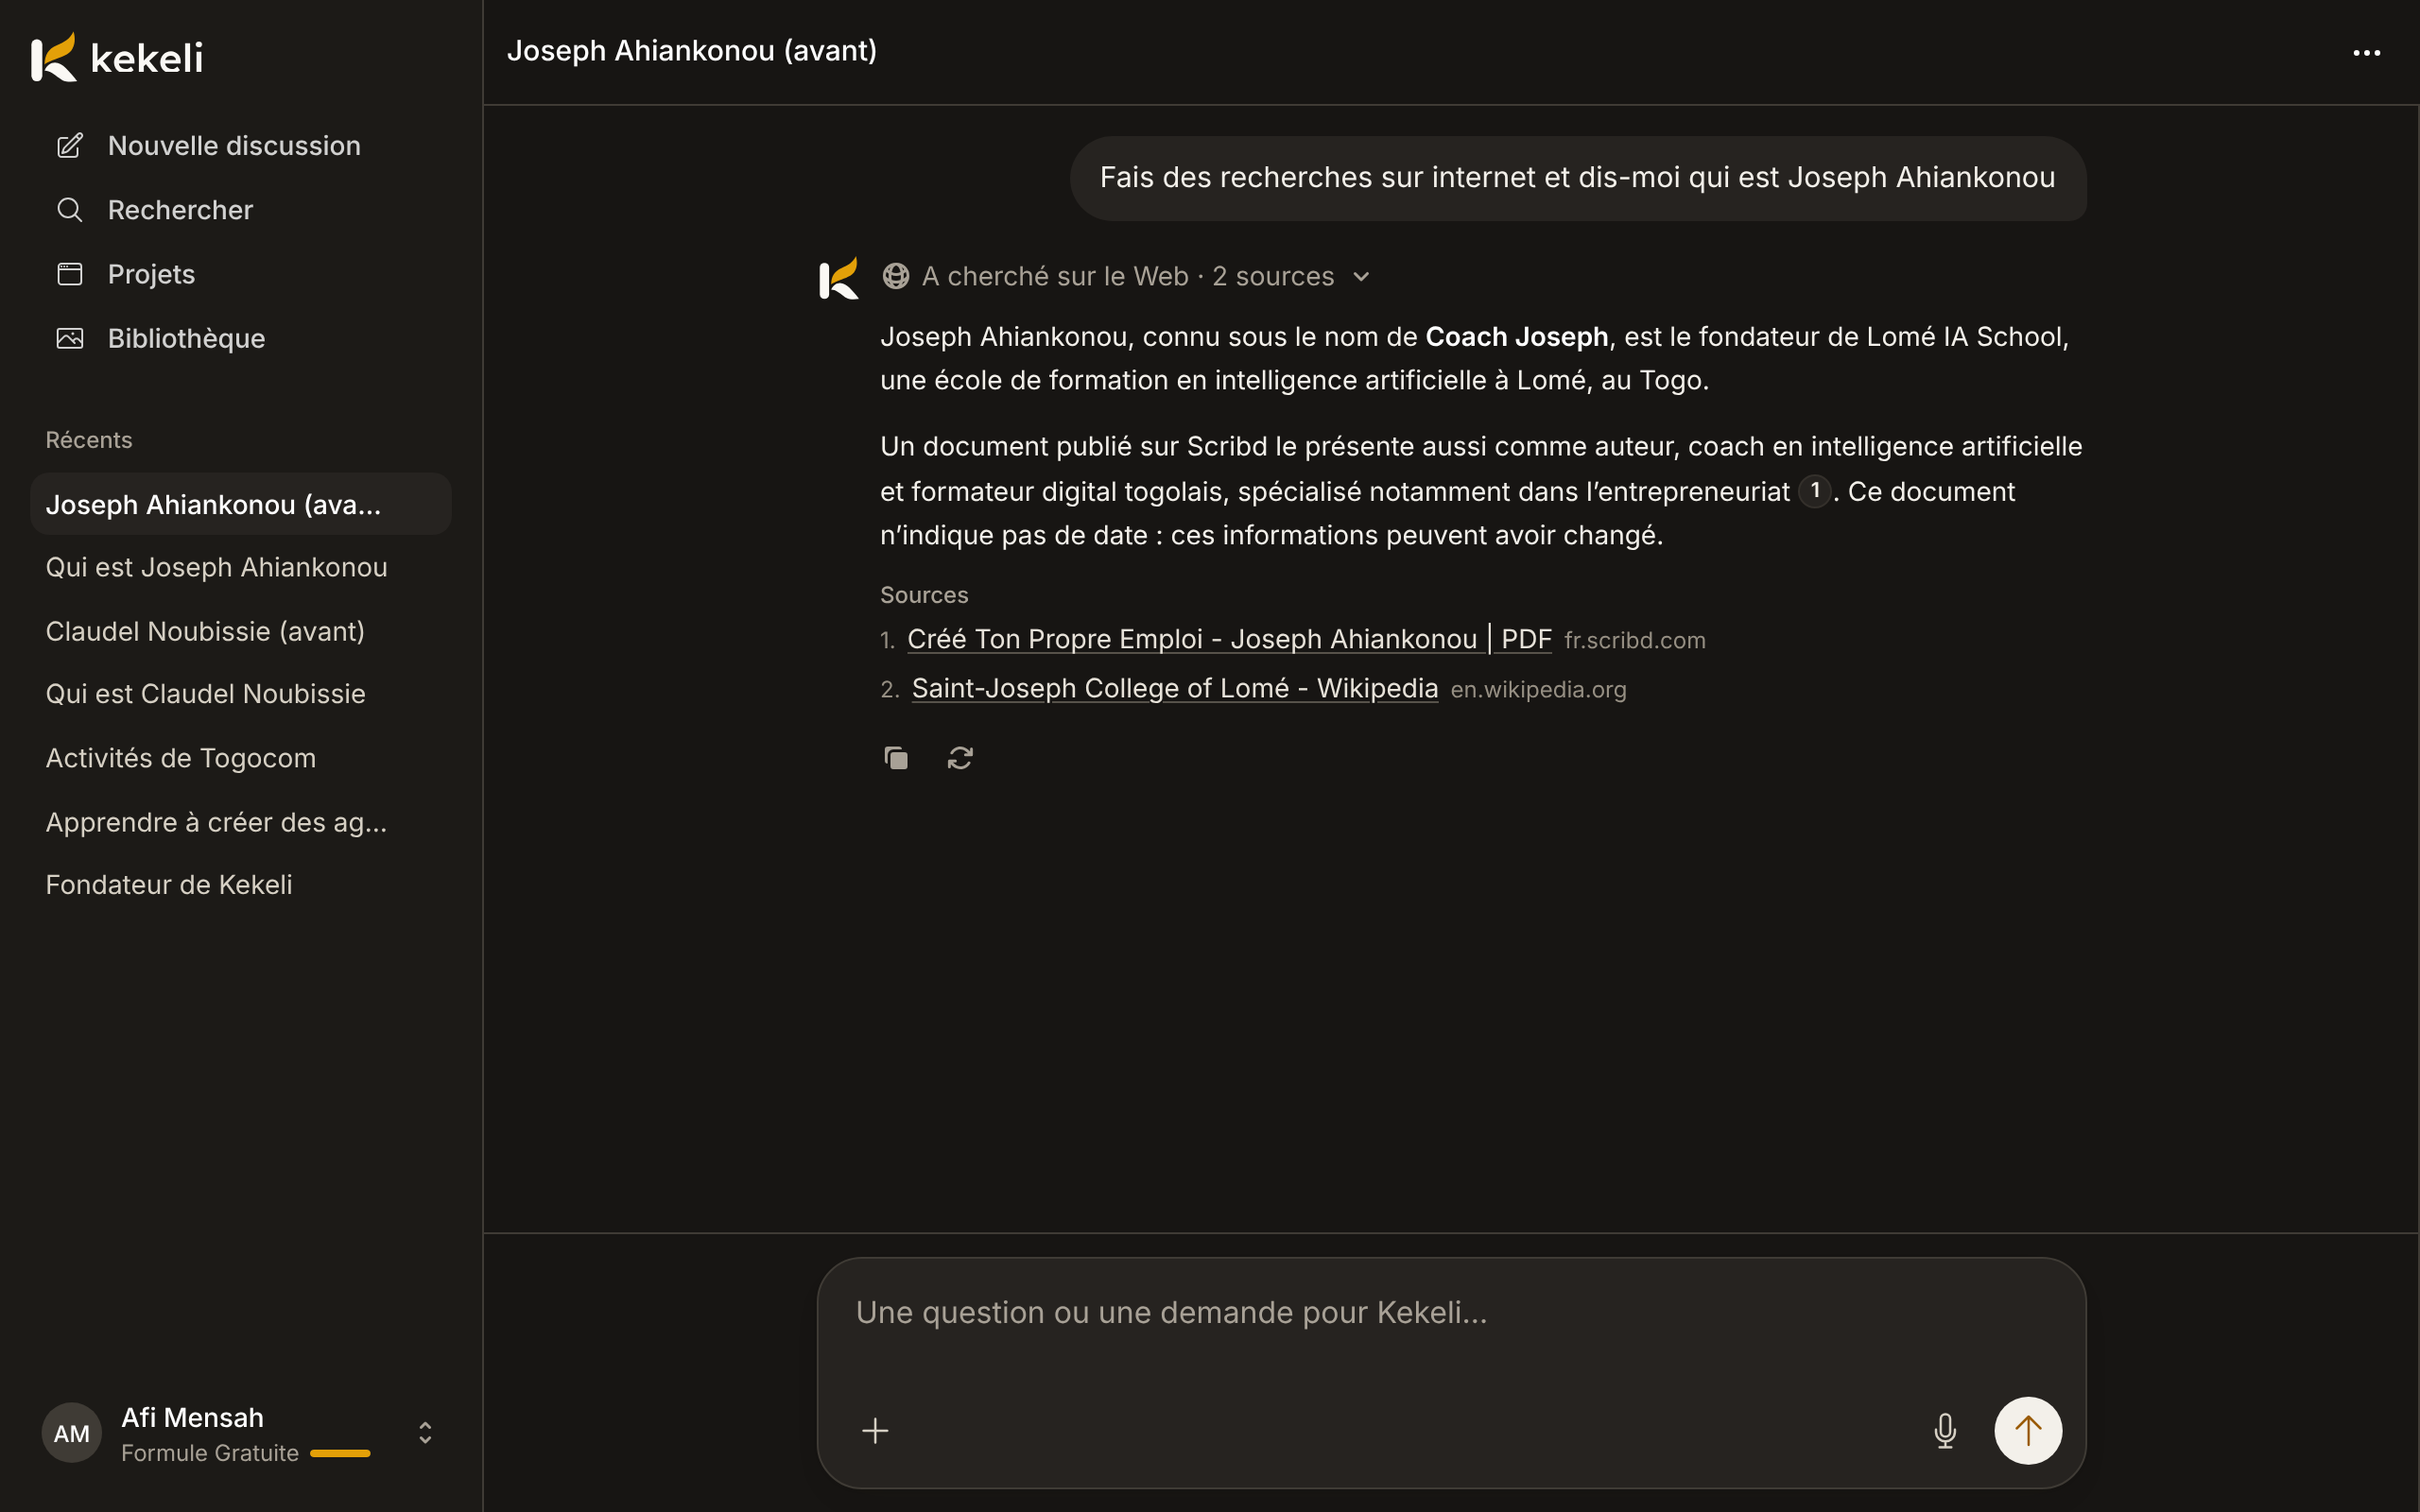 kekeli
Nouvelle discussion
Rechercher
Projets
Bibliothèque
Récents
Joseph Ahiankonou (ava...
Qui est Joseph Ahiankonou
Claudel Noubissie (avant)
Qui est Claudel Noubissie
Activités de Togocom
Apprendre à créer des ag...
Fondateur de Kekeli
AM
Afi Mensah
Formule Gratuite
Joseph Ahiankonou (avant)
Fais des recherches sur internet et dis-moi qui est Joseph Ahiankonou
A cherché sur le Web · 2 sources
Joseph Ahiankonou, connu sous le nom de Coach Joseph, est le fondateur de Lomé IA School,
une école de formation en intelligence artificielle à Lomé, au Togo.
Un document publié sur Scribd le présente aussi comme auteur, coach en intelligence artificielle
et formateur digital togolais, spécialisé notamment dans l’entrepreneuriat 1. Ce document
n’indique pas de date : ces informations peuvent avoir changé.
Sources
1. Créé Ton Propre Emploi - Joseph Ahiankonou | PDF fr.scribd.com
2. Saint-Joseph College of Lomé - Wikipedia en.wikipedia.org
Une question ou une demande pour Kekeli...